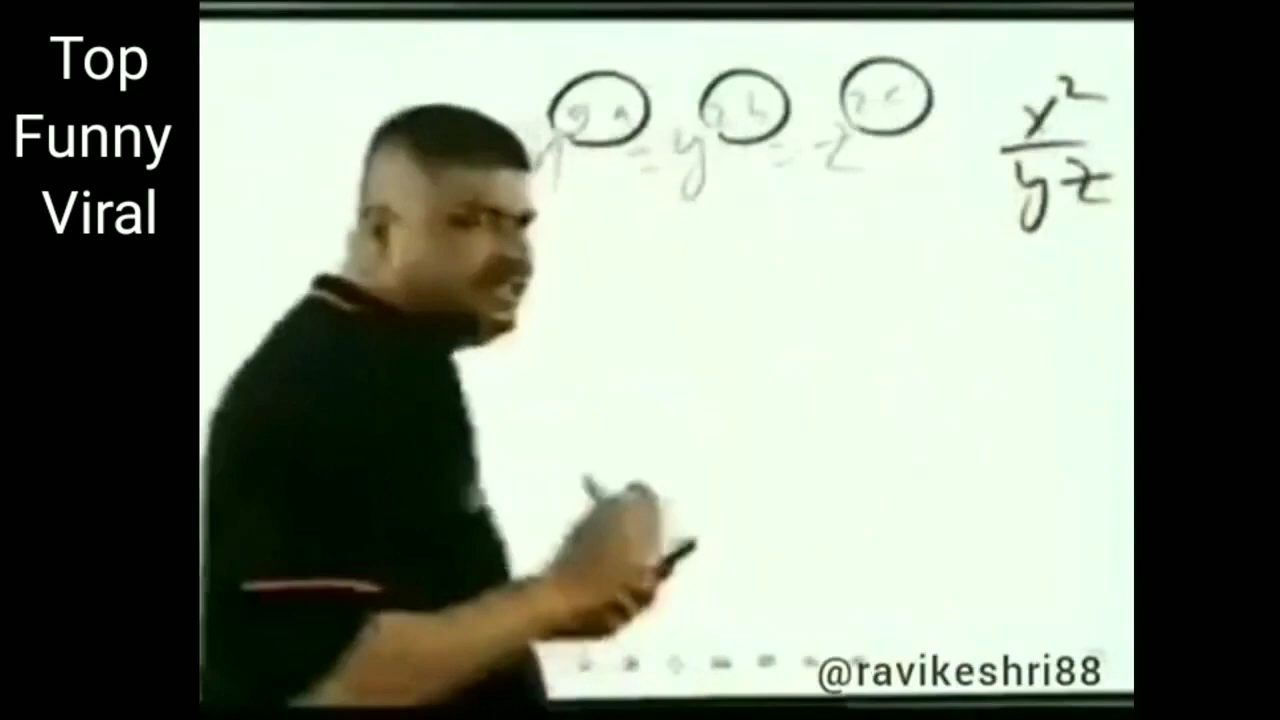 Top
Funny
Viral
= y = z
x²
yz
@ravikeshri88